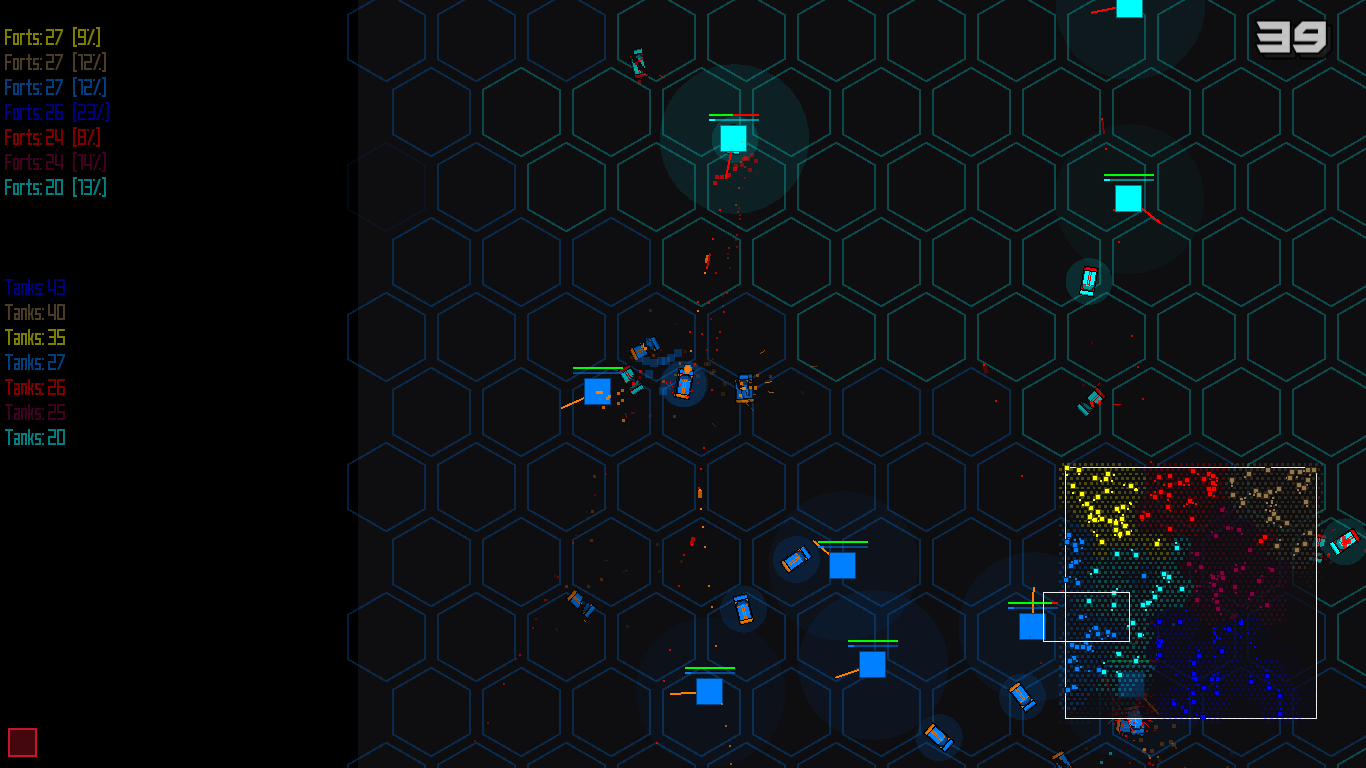 Forts: 27 [9%]
Forts: 27 [12%]
Forts: 27 [12%]
Forts: 26 [23%]
Forts: 24 [8%]
Forts: 24 [14%]
Forts: 20 [13%]
Tanks: 43
Tanks: 40
Tanks: 35
Tanks: 27
Tanks: 26
Tanks: 25
Tanks: 20
39